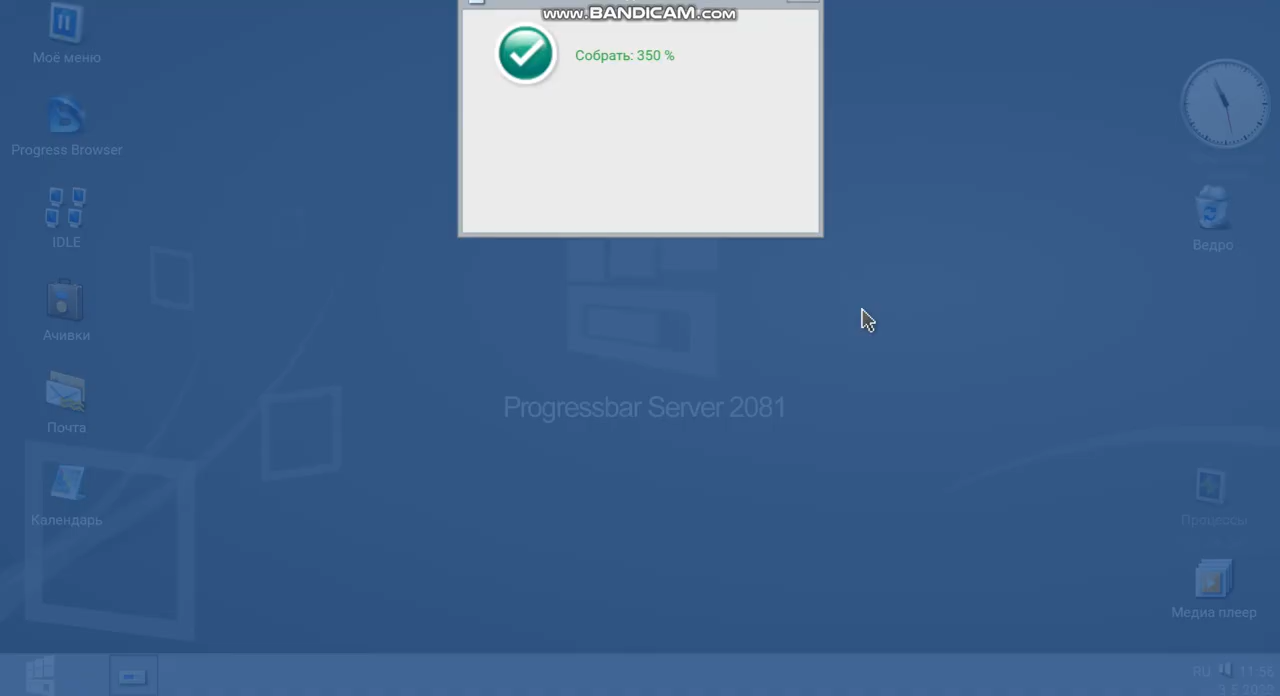 www.BANDICAM.com
Собрать: 350 %
Моё меню
Progress Browser
IDLE
Ачивки
Почта
Календарь
Ведро
Progressbar Server 2081
Процессы
Медиа плеер
RU 11:56